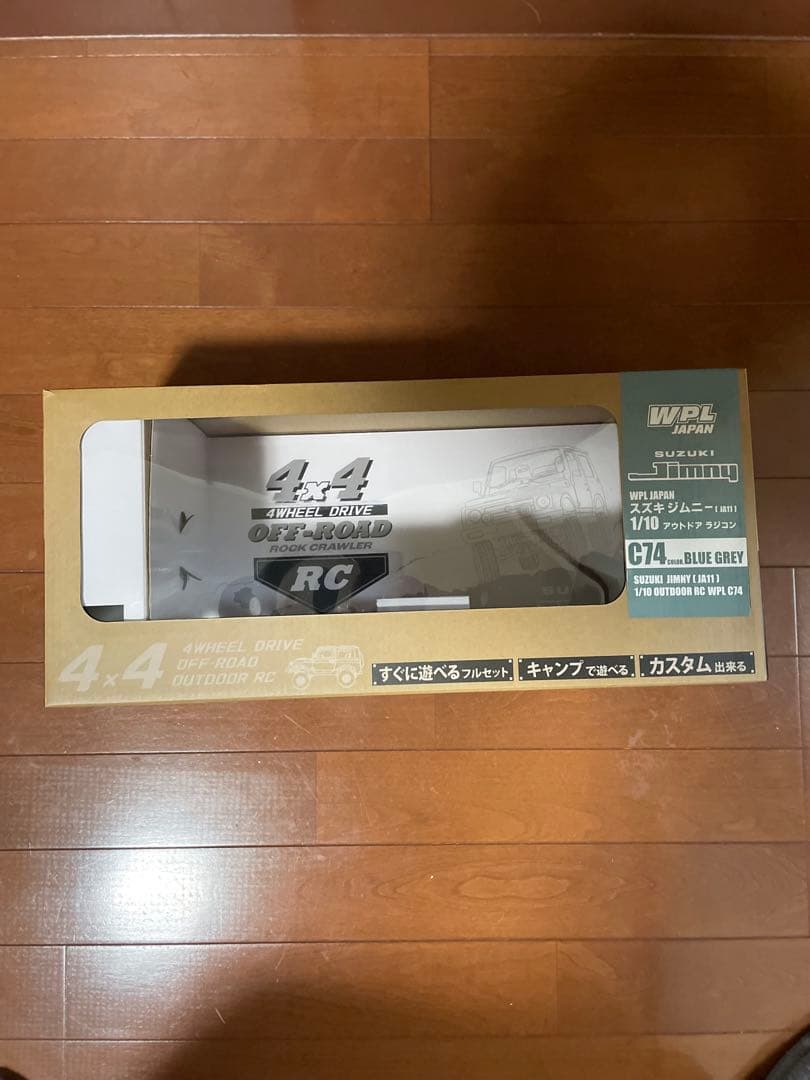 WPL
JAPAN
SUZUKI
Jimny
WPL JAPAN
スズキ ジムニー [JA11]
1/10 アウトドア ラジコン
C74 COLOR.BLUE GREY
SUZUKI JIMNY [JA11]
1/10 OUTDOOR RC WPL C74
4x4
4WHEEL DRIVE
OFF-ROAD
ROCK CRAWLER
RC
SU
4x4
4WHEEL DRIVE
OFF-ROAD
OUTDOOR RC
すぐに遊べるフルセット
キャンプで遊べる
カスタム出来る